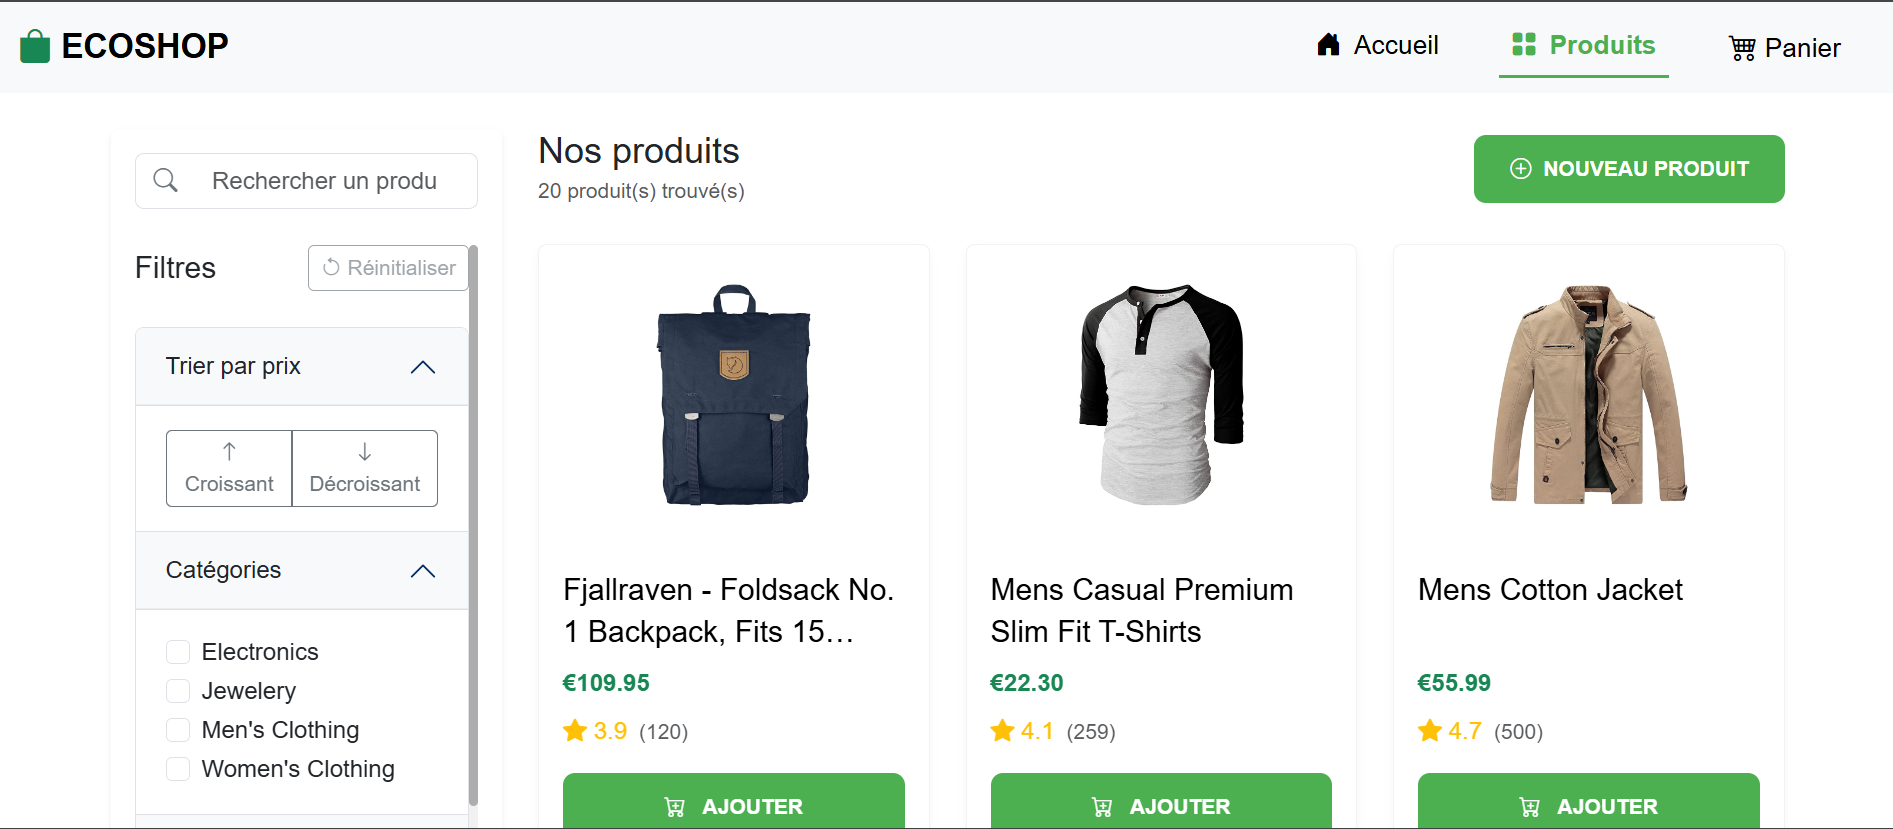 ECOSHOP
Accueil
Produits
Panier
Rechercher un produ
Filtres
Réinitialiser
Trier par prix
Croissant
Décroissant
Catégories
Electronics
Jewelery
Men's Clothing
Women's Clothing
Nos produits
20 produit(s) trouvé(s)
NOUVEAU PRODUIT
Fjallraven - Foldsack No.
1 Backpack, Fits 15…
€109.95
3.9 (120)
AJOUTER
Mens Casual Premium
Slim Fit T-Shirts
€22.30
4.1 (259)
AJOUTER
Mens Cotton Jacket
€55.99
4.7 (500)
AJOUTER